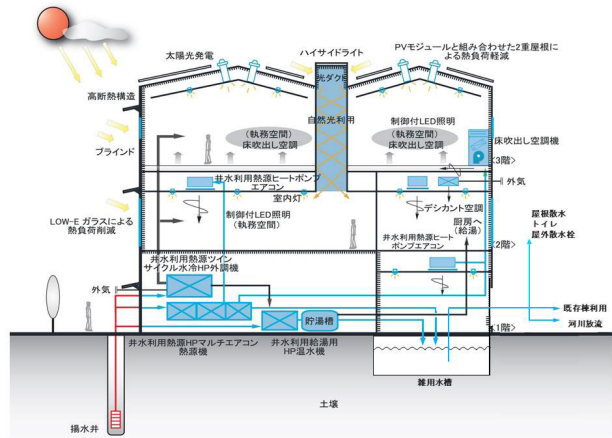 太陽光発電
ハイサイドライト
PVモジュールと組み合わせた2重屋根に
よる熱負荷軽減
光ダクト
高断熱構造
自然光利用
制御付LED照明
(執務空間)
床吹出し空調
(執務空間)
床吹出し空調
床吹出し空調機
ブラインド
<3階>
井水利用熱源ヒートポンプ
エアコン
外気
室内灯
デシカント空調
制御付LED照明
(執務空間)
厨房へ
(給湯)
LOW-E ガラスによる
熱負荷削減
井水利用熱源ヒート
ポンプエアコン
<2階>
屋根散水
トイレ
屋外散水栓
井水利用熱源ツイン
サイクル水冷HP外調機
外気
貯湯槽
既存棟利用
河川放流
<1階>
井水利用熱源HPマルチエアコン
熱源機
井水利用給湯用
HP温水機
雑用水槽
土壌
揚水井